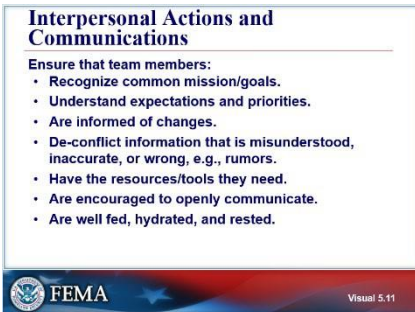 Interpersonal Actions and
Communications
Ensure that team members:
• Recognize common mission/goals.
• Understand expectations and priorities.
• Are informed of changes.
• De-conflict information that is misunderstood,
inaccurate, or wrong, e.g., rumors.
• Have the resources/tools they need.
• Are encouraged to openly communicate.
• Are well fed, hydrated, and rested.
FEMA
Visual 5.11